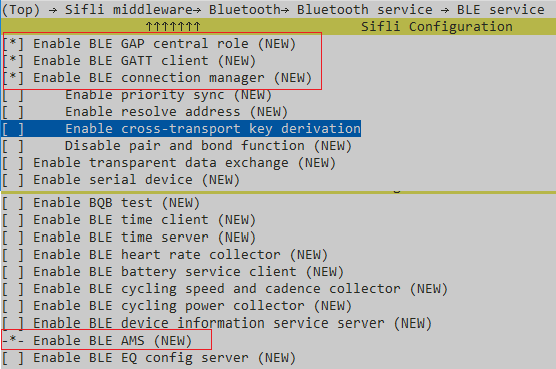 (Top) → Sifli middleware→ Bluetooth→ Bluetooth service → BLE service
↑↑↑↑↑↑↑ Sifli Configuration
[*] Enable BLE GAP central role (NEW)
[*] Enable BLE GATT client (NEW)
[*] Enable BLE connection manager (NEW)
[ ] Enable priority sync (NEW)
[ ] Enable resolve address (NEW)
[ ] Enable cross-transport key derivation
[ ] Disable pair and bond function (NEW)
[ ] Enable transparent data exchange (NEW)
[ ] Enable serial device (NEW)
[ ] Enable BQB test (NEW)
[ ] Enable BLE time client (NEW)
[ ] Enable BLE time server (NEW)
[ ] Enable BLE heart rate collector (NEW)
[ ] Enable BLE battery service client (NEW)
[ ] Enable BLE cycling speed and cadence collector (NEW)
[ ] Enable BLE cycling power collector (NEW)
[ ] Enable BLE device information service server (NEW)
-*- Enable BLE AMS (NEW)
[ ] Enable BLE EQ config server (NEW)